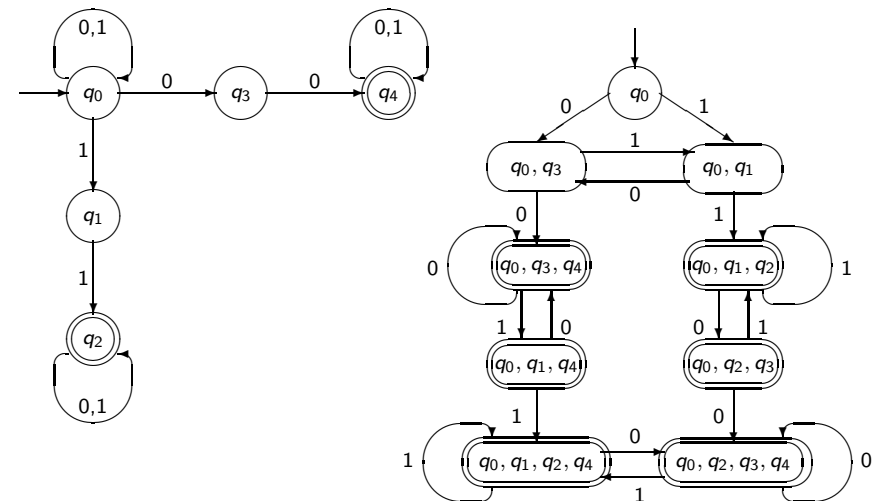 0,1
0,1
q0
0
q3
0
q4
1
q1
1
q2
0,1
q0
0
1
q0, q3
1
0
q0, q1
0
1
0
q0, q3, q4
q0, q1, q2
1
1
0
0
1
q0, q1, q4
q0, q2, q3
1
0
1
q0, q1, q2, q4
0
1
q0, q2, q3, q4
0